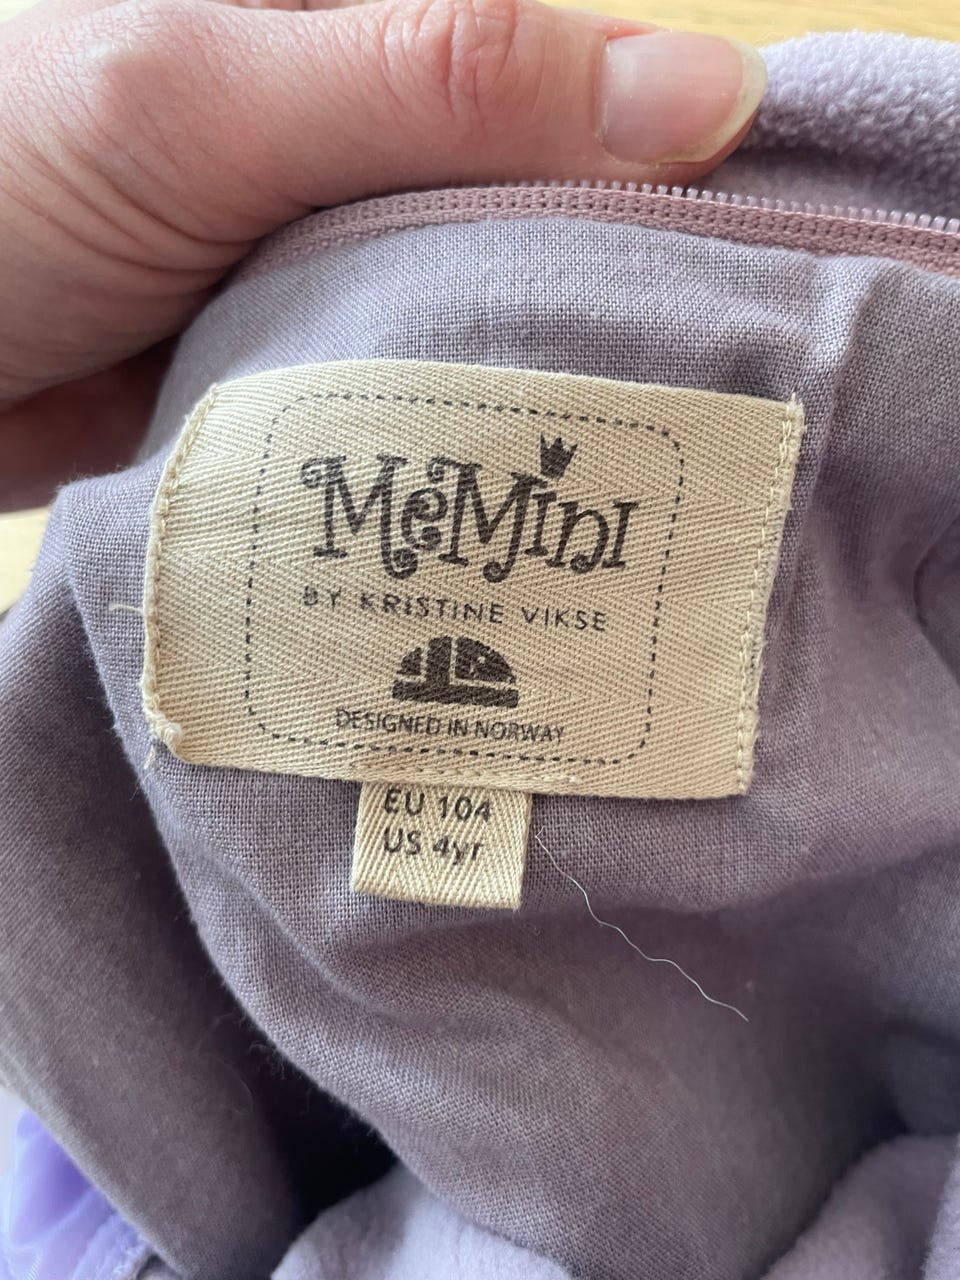 MeMini
BY KRISTINE VIKSE
DESIGNED IN NORWAY
EU 104
US 4yr